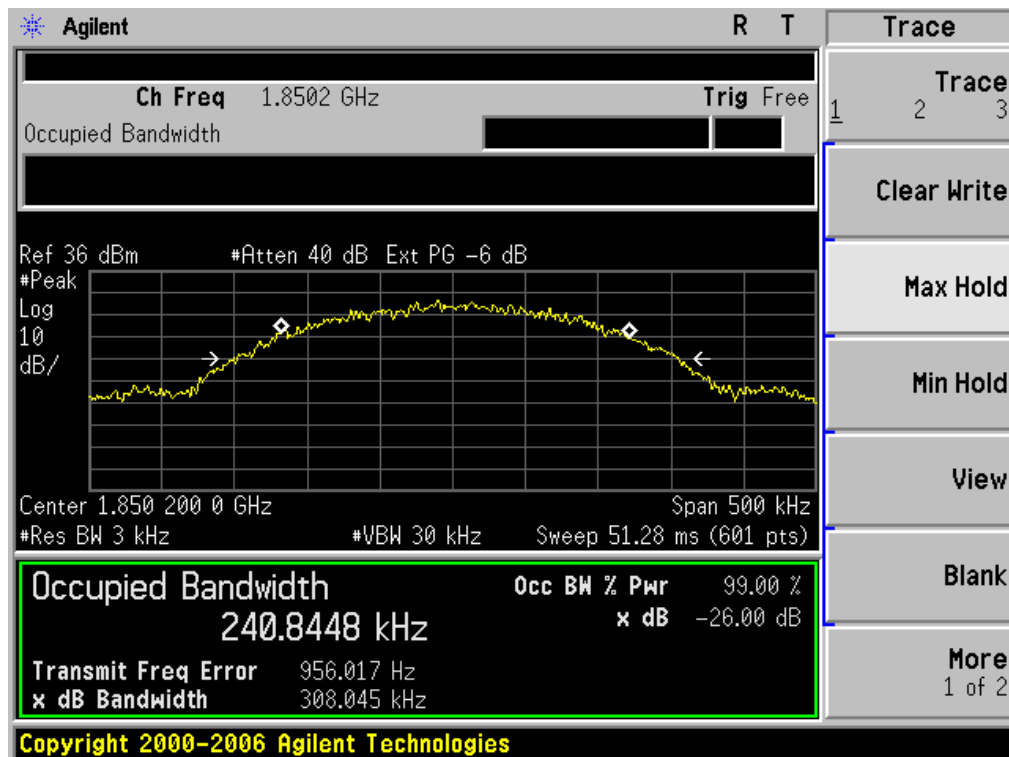 Agilent R T Trace
Ch Freq 1.8502 GHz Trig Free
Occupied Bandwidth
Trace
1 2 3
Clear Write
Max Hold
Min Hold
View
Blank
More
1 of 2
Ref 36 dBm #Atten 40 dB Ext PG -6 dB
#Peak
Log
10
dB/
Center 1.850 200 0 GHz Span 500 kHz
#Res BW 3 kHz #VBW 30 kHz Sweep 51.28 ms (601 pts)
Occupied Bandwidth Occ BW % Pwr 99.00 %
240.8448 kHz x dB -26.00 dB
Transmit Freq Error 956.017 Hz
x dB Bandwidth 308.045 kHz
Copyright 2000-2006 Agilent Technologies